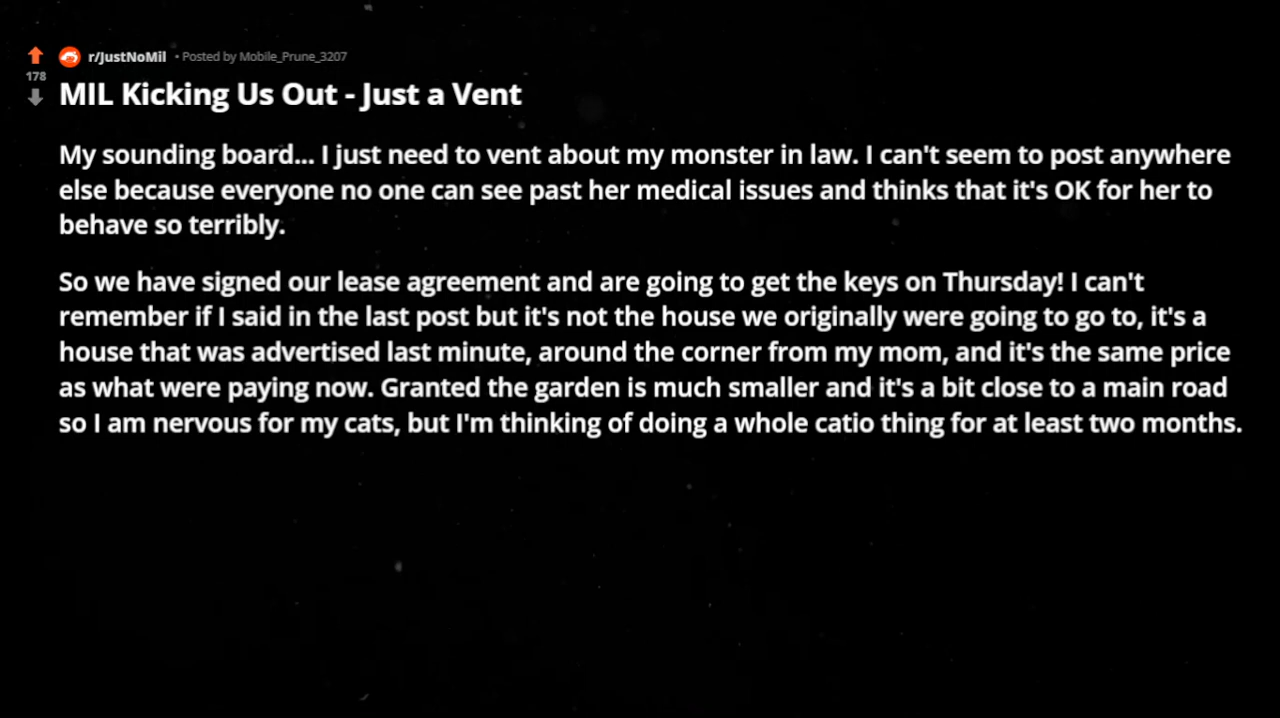 r/JustNoMil • Posted by Mobile_Prune_3207
178
MIL Kicking Us Out - Just a Vent
My sounding board... I just need to vent about my monster in law. I can't seem to post anywhere
else because everyone no one can see past her medical issues and thinks that it's OK for her to
behave so terribly.
So we have signed our lease agreement and are going to get the keys on Thursday! I can't
remember if I said in the last post but it's not the house we originally were going to go to, it's a
house that was advertised last minute, around the corner from my mom, and it's the same price
as what were paying now. Granted the garden is much smaller and it's a bit close to a main road
so I am nervous for my cats, but I'm thinking of doing a whole catio thing for at least two months.